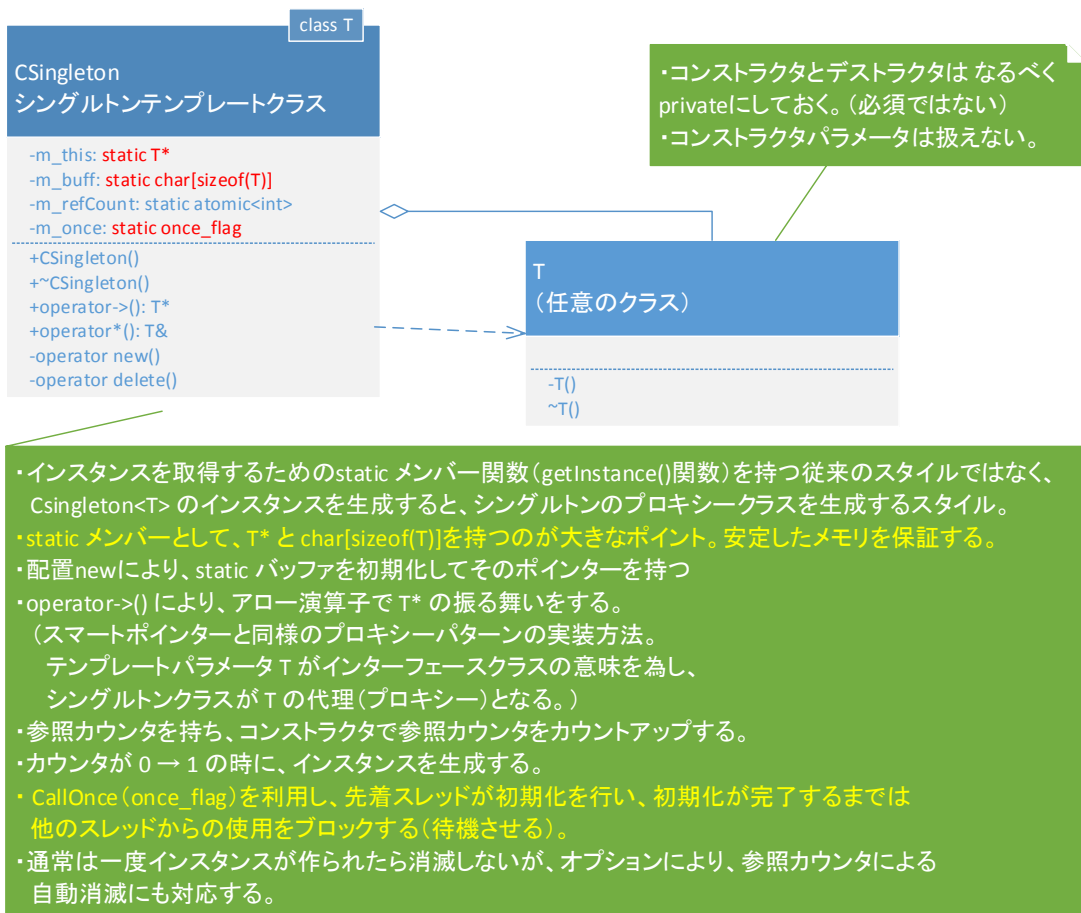 class T
CSingleton
シングルトンテンプレートクラス
-m_this: static T*
-m_buff: static char[sizeof(T)]
-m_refCount: static atomic<int>
-m_once: static once_flag
+CSingleton()
+~CSingleton()
+operator->(): T*
+operator*(): T&
-operator new()
-operator delete()
・コンストラクタとデストラクタは なるべく
privateにしておく。（必須ではない）
・コンストラクタパラメータは扱えない。
T
（任意のクラス）
-T()
~T()
・インスタンスを取得するためのstatic メンバー関数（getInstance()関数）を持つ従来のスタイルではなく、
Csingleton<T> のインスタンスを生成すると、シングルトンのプロキシークラスを生成するスタイル。
・static メンバーとして、T* と char[sizeof(T)]を持つのが大きなポイント。安定したメモリを保証する。
・配置newにより、static バッファを初期化してそのポインターを持つ
・operator->() により、アロー演算子で T* の振る舞いをする。
（スマートポインターと同様のプロキシーパターンの実装方法。
テンプレートパラメータ T がインターフェースクラスの意味を為し、
シングルトンクラスが T の代理（プロキシー）となる。）
・参照カウンタを持ち、コンストラクタで参照カウンタをカウントアップする。
・カウンタが 0 → 1 の時に、インスタンスを生成する。
・ CallOnce（once_flag）を利用し、先着スレッドが初期化を行い、初期化が完了するまでは
他のスレッドからの使用をブロックする（待機させる）。
・通常は一度インスタンスが作られたら消滅しないが、オプションにより、参照カウンタによる
自動消滅にも対応する。